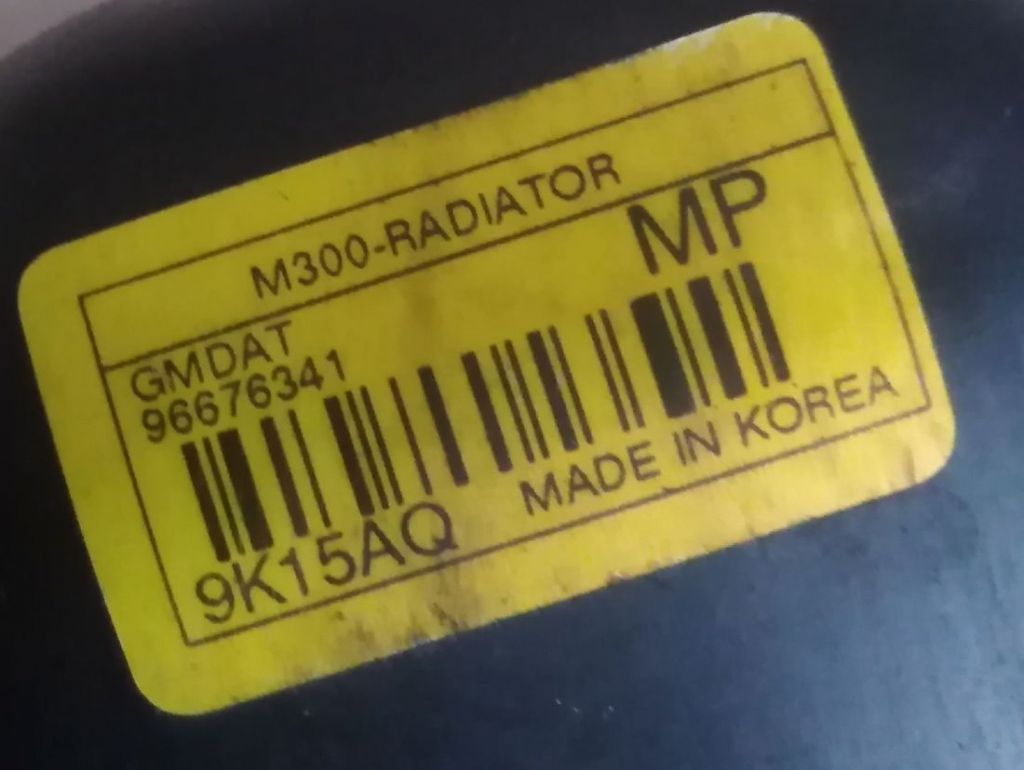 M300-RADIATOR
GMDAT
MP
96676341
9K15AQ
MADE IN KOREA